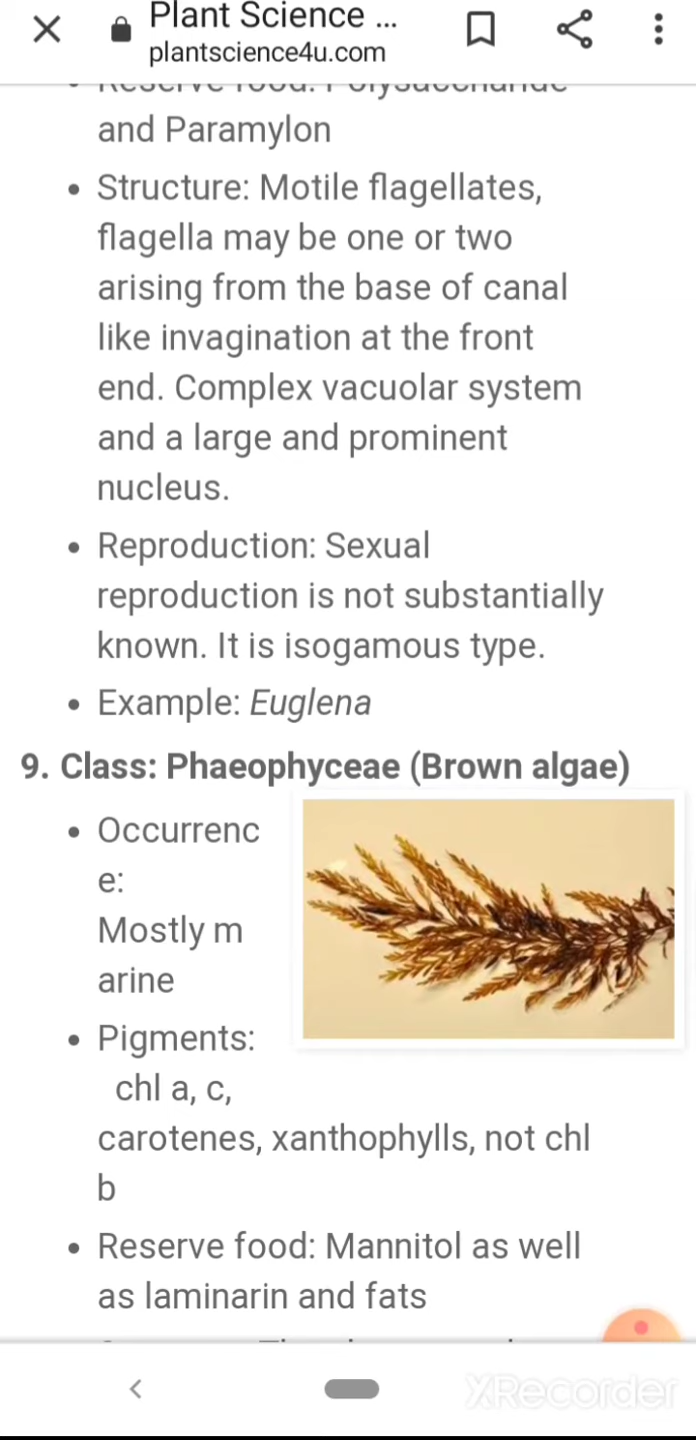 Plant Science ...
plantscience4u.com
Reserve food: Polysaccharide
and Paramylon
• Structure: Motile flagellates,
flagella may be one or two
arising from the base of canal
like invagination at the front
end. Complex vacuolar system
and a large and prominent
nucleus.
• Reproduction: Sexual
reproduction is not substantially
known. It is isogamous type.
• Example: Euglena
9. Class: Phaeophyceae (Brown algae)
• Occurrenc
e:
Mostly m
arine
• Pigments:
chl a, c,
carotenes, xanthophylls, not chl
b
• Reserve food: Mannitol as well
as laminarin and fats
XRecorder